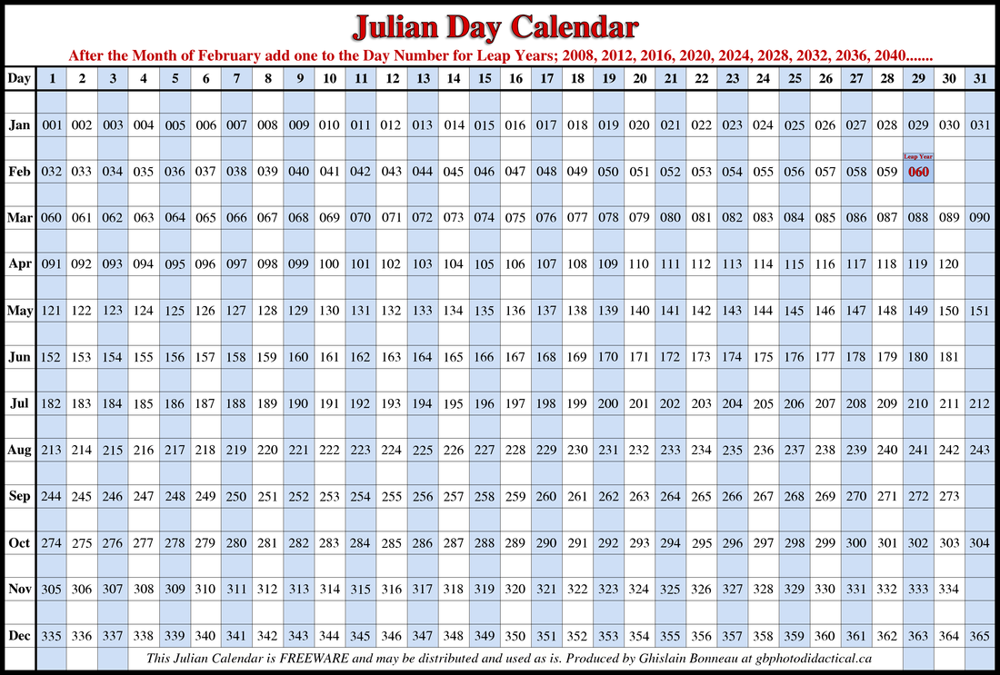 Julian Day Calendar
After the Month of February add one to the Day Number for Leap Years; 2008, 2012, 2016, 2020, 2024, 2028, 2032, 2036, 2040.......
Day 1 2 3 4 5 6 7 8 9 10 11 12 13 14 15 16 17 18 19 20 21 22 23 24 25 26 27 28 29 30 31
Jan 001 002 003 004 005 006 007 008 009 010 011 012 013 014 015 016 017 018 019 020 021 022 023 024 025 026 027 028 029 030 031
Leap Year
Feb 032 033 034 035 036 037 038 039 040 041 042 043 044 045 046 047 048 049 050 051 052 053 054 055 056 057 058 059 060
Mar 060 061 062 063 064 065 066 067 068 069 070 071 072 073 074 075 076 077 078 079 080 081 082 083 084 085 086 087 088 089 090
Apr 091 092 093 094 095 096 097 098 099 100 101 102 103 104 105 106 107 108 109 110 111 112 113 114 115 116 117 118 119 120
May 121 122 123 124 125 126 127 128 129 130 131 132 133 134 135 136 137 138 139 140 141 142 143 144 145 146 147 148 149 150 151
Jun 152 153 154 155 156 157 158 159 160 161 162 163 164 165 166 167 168 169 170 171 172 173 174 175 176 177 178 179 180 181
Jul 182 183 184 185 186 187 188 189 190 191 192 193 194 195 196 197 198 199 200 201 202 203 204 205 206 207 208 209 210 211 212
Aug 213 214 215 216 217 218 219 220 221 222 223 224 225 226 227 228 229 230 231 232 233 234 235 236 237 238 239 240 241 242 243
Sep 244 245 246 247 248 249 250 251 252 253 254 255 256 257 258 259 260 261 262 263 264 265 266 267 268 269 270 271 272 273
Oct 274 275 276 277 278 279 280 281 282 283 284 285 286 287 288 289 290 291 292 293 294 295 296 297 298 299 300 301 302 303 304
Nov 305 306 307 308 309 310 311 312 313 314 315 316 317 318 319 320 321 322 323 324 325 326 327 328 329 330 331 332 333 334
Dec 335 336 337 338 339 340 341 342 343 344 345 346 347 348 349 350 351 352 353 354 355 356 357 358 359 360 361 362 363 364 365
This Julian Calendar is FREEWARE and may be distributed and used as is. Produced by Ghislain Bonneau at gbphotodidactical.ca